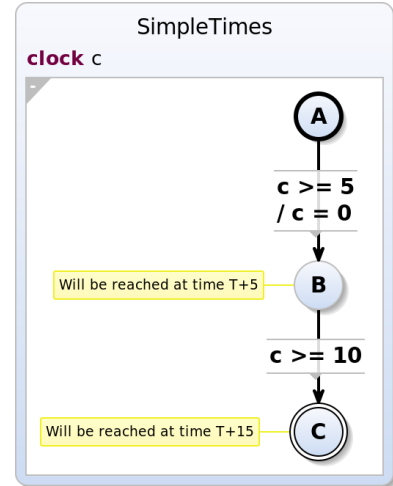 SimpleTimes
clock c
-
A
c >= 5
/ c = 0
Will be reached at time T+5
B
c >= 10
Will be reached at time T+15
C